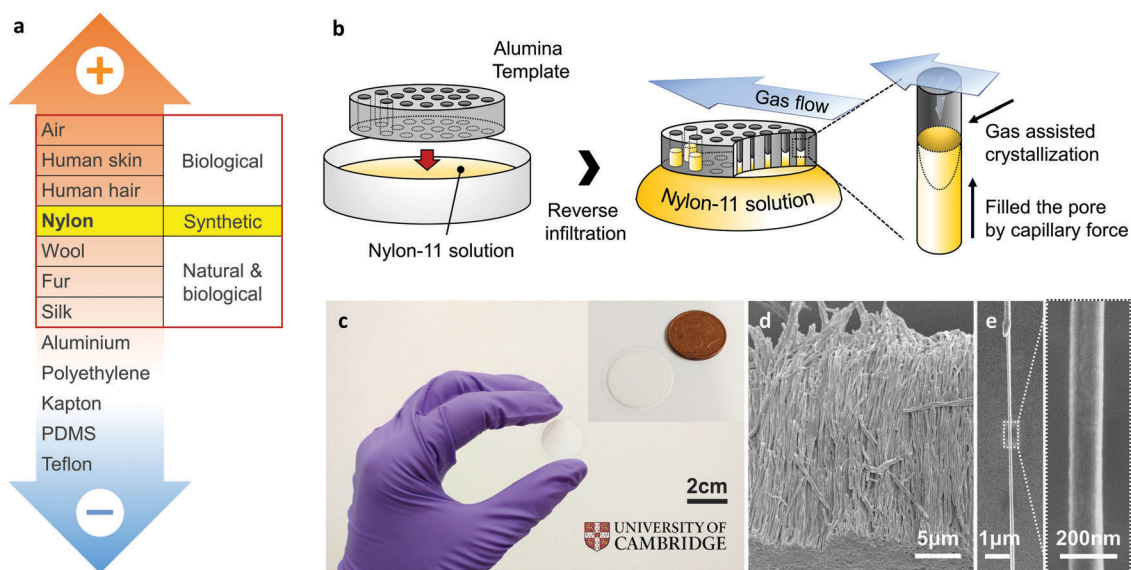 a
+
Air
Human skin
Human hair
Biological
Nylon
Synthetic
Wool
Fur
Silk
Natural &
biological
Aluminium
Polyethylene
Kapton
PDMS
Teflon
−
b
Alumina
Template
Nylon-11 solution
Reverse
infiltration
Gas flow
Nylon-11 solution
Gas assisted
crystallization
Filled the pore
by capillary force
c
2cm
UNIVERSITY OF
CAMBRIDGE
d
5μm
e
1μm
200nm